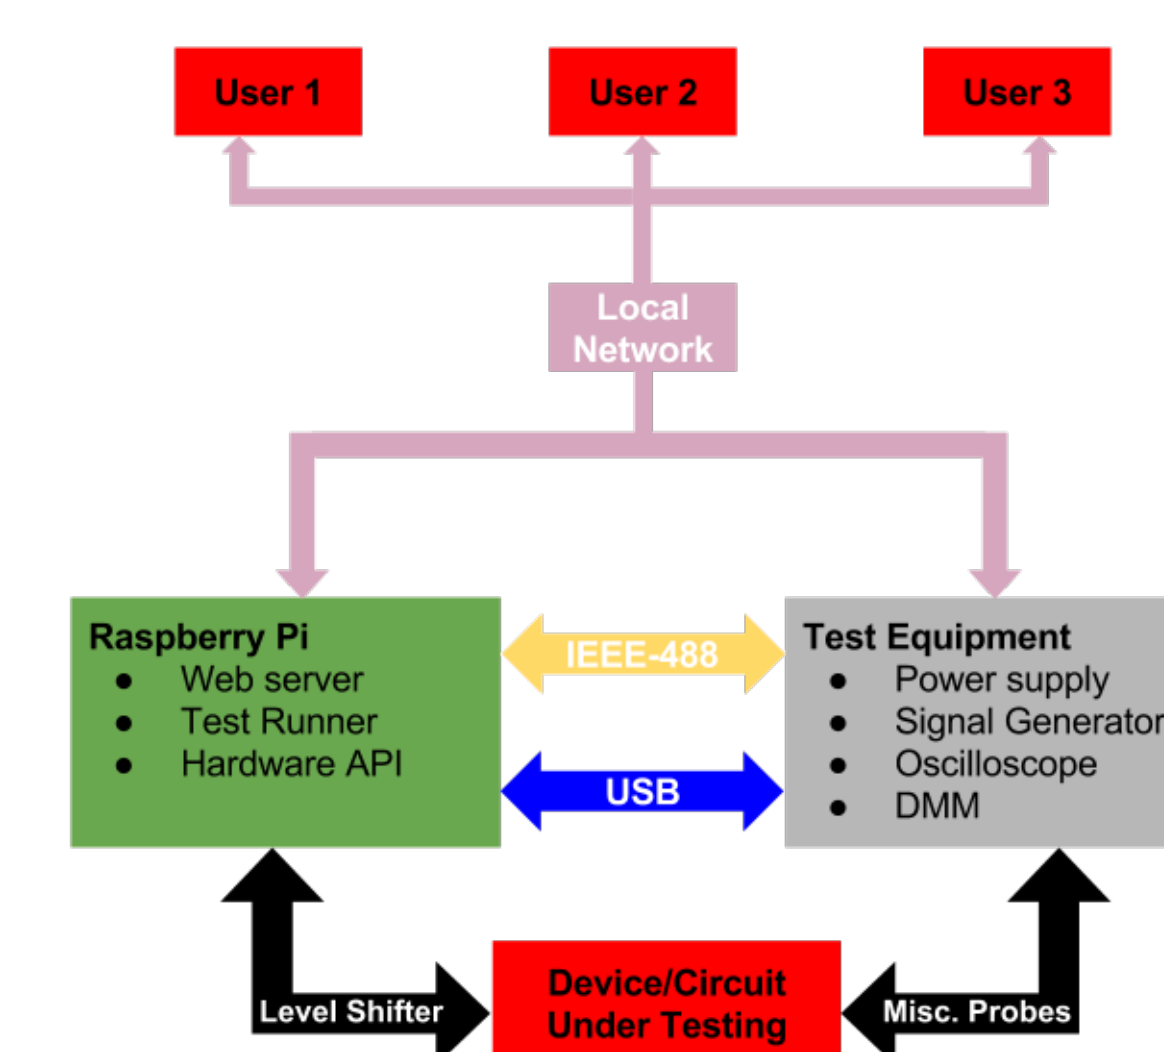 User 1
User 2
User 3
Local
Network
Raspberry Pi
● Web server
● Test Runner
● Hardware API
IEEE-488
USB
Test Equipment
● Power supply
● Signal Generator
● Oscilloscope
● DMM
Level Shifter
Device/Circuit
Under Testing
Misc. Probes